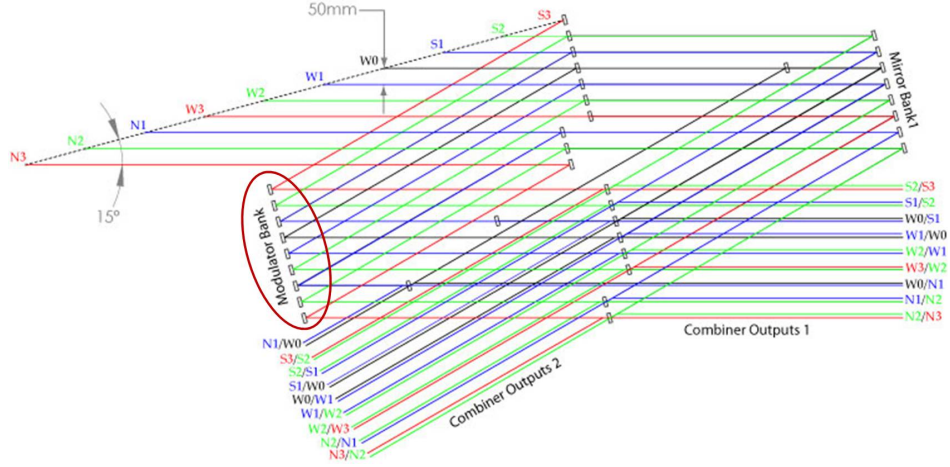 50mm
S3
S2
S1
W0
W1
W2
W3
N1
N2
N3
15º
Mirror Bank1
Modulator Bank
S2/S3
S1/S2
W0/S1
W1/W0
W2/W1
W3/W2
W0/N1
N1/N2
N2/N3
Combiner Outputs 1
N1/W0
S3/S2
S2/S1
S1/W0
W0/W1
W1/W2
W2/W3
N2/N1
N3/N2
Combiner Outputs 2